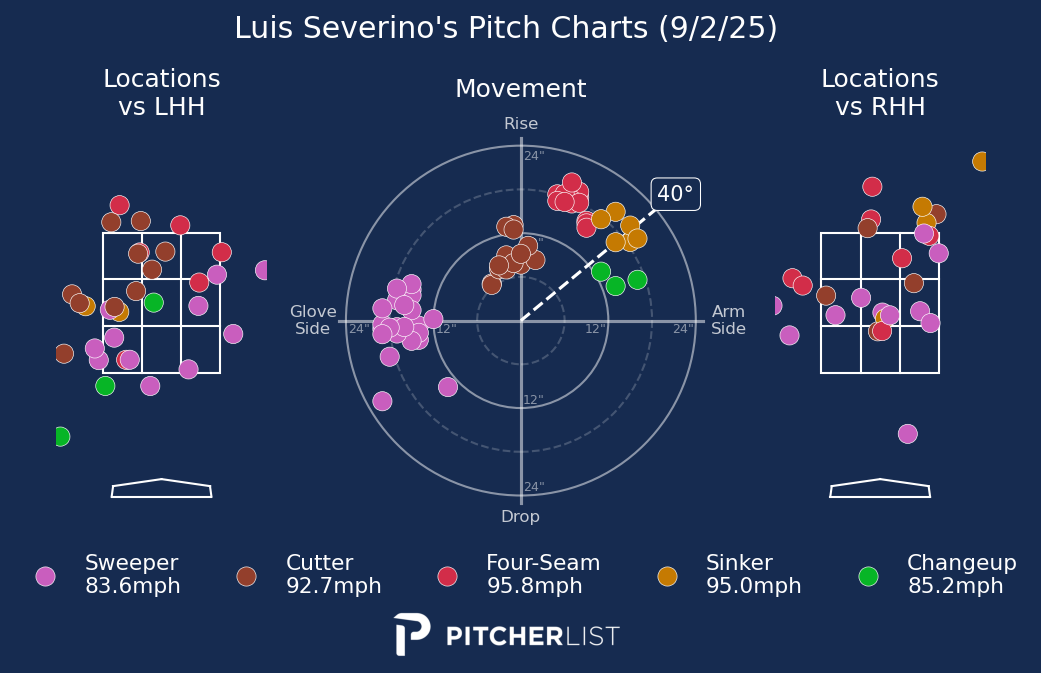 Luis Severino's Pitch Charts (9/2/25)
Locations
vs LHH
Movement
Locations
vs RHH
Rise
24"
40°
Glove
Side
24"
12"
12"
24"
Arm
Side
12"
24"
Drop
Sweeper
83.6mph
Cutter
92.7mph
Four-Seam
95.8mph
Sinker
95.0mph
Changeup
85.2mph
PITCHERLIST